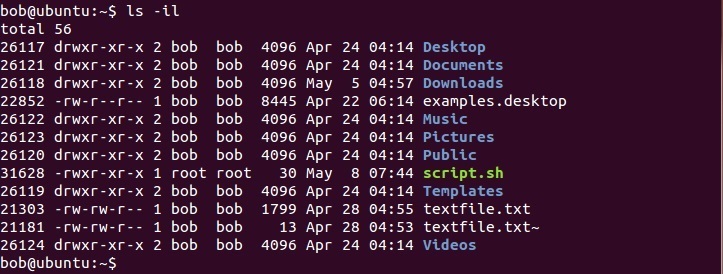 bob@ubuntu:~$ ls -il
total 56
26117 drwxr-xr-x 2 bob  bob  4096 Apr 24 04:14 Desktop
26121 drwxr-xr-x 2 bob  bob  4096 Apr 24 04:14 Documents
26118 drwxr-xr-x 2 bob  bob  4096 May  5 04:57 Downloads
22852 -rw-r--r-- 1 bob  bob  8445 Apr 22 06:14 examples.desktop
26122 drwxr-xr-x 2 bob  bob  4096 Apr 24 04:14 Music
26123 drwxr-xr-x 2 bob  bob  4096 Apr 24 04:14 Pictures
26120 drwxr-xr-x 2 bob  bob  4096 Apr 24 04:14 Public
31628 -rwxr-xr-x 1 root root   30 May  8 07:44 script.sh
26119 drwxr-xr-x 2 bob  bob  4096 Apr 24 04:14 Templates
21303 -rw-rw-r-- 1 bob  bob  1799 Apr 28 04:55 textfile.txt
21181 -rw-rw-r-- 1 bob  bob    13 Apr 28 04:53 textfile.txt~
26124 drwxr-xr-x 2 bob  bob  4096 Apr 24 04:14 Videos
bob@ubuntu:~$